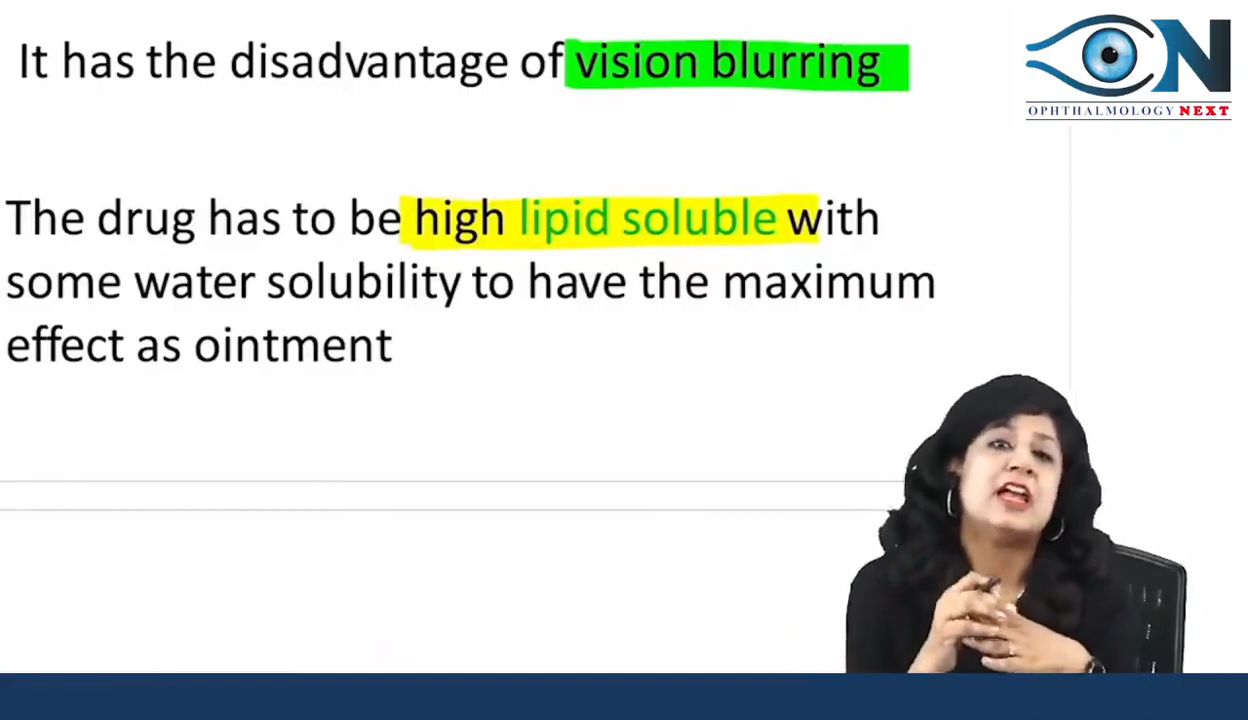 It has the disadvantage of vision blurring
ON
OPHTHALMOLOGY NEXT
The drug has to be high lipid soluble with
some water solubility to have the maximum
effect as ointment